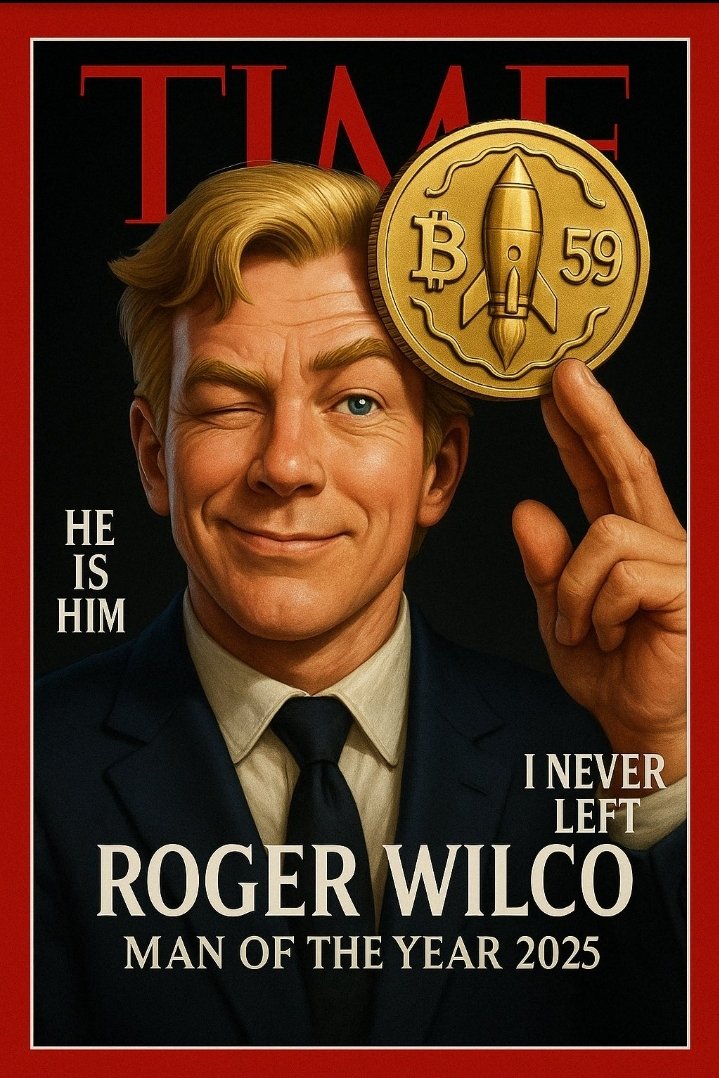 TIME
₿ 59
HE
IS
HIM
I NEVER
LEFT
ROGER WILCO
MAN OF THE YEAR 2025